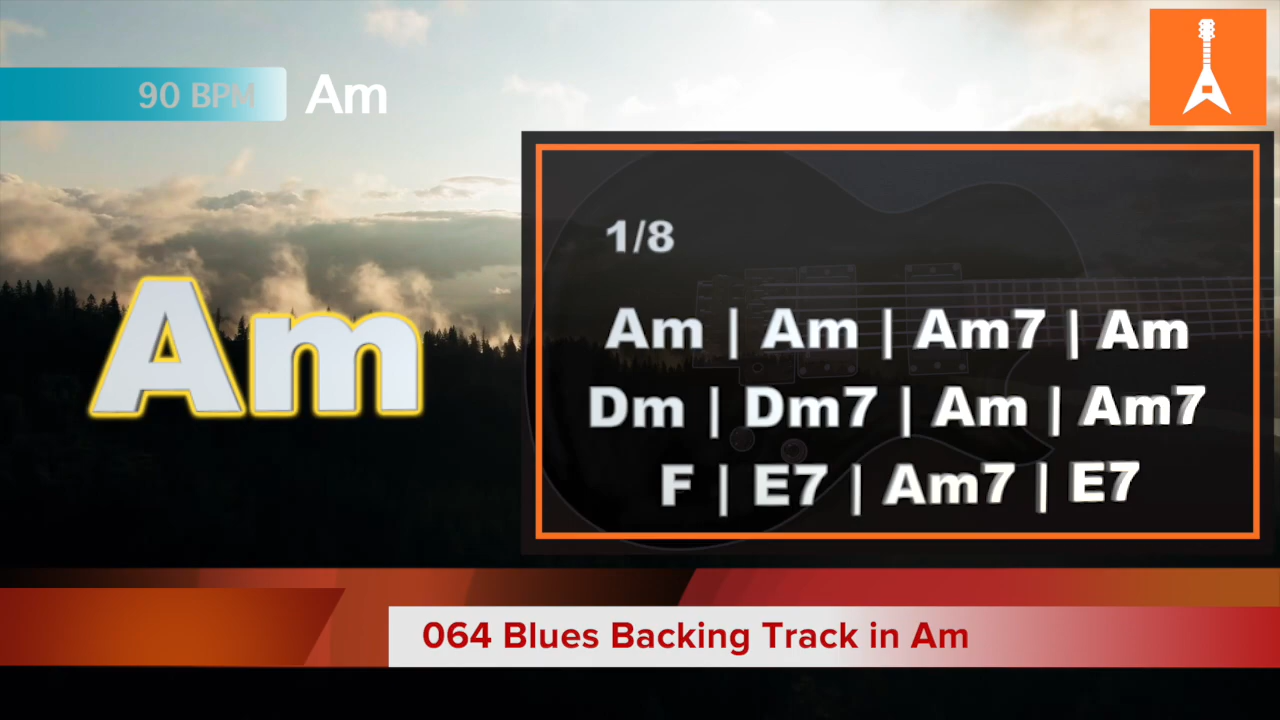 90 BPM Am
Am
1/8
Am | Am | Am7 | Am
Dm | Dm7 | Am | Am7
F | E7 | Am7 | E7
064 Blues Backing Track in Am